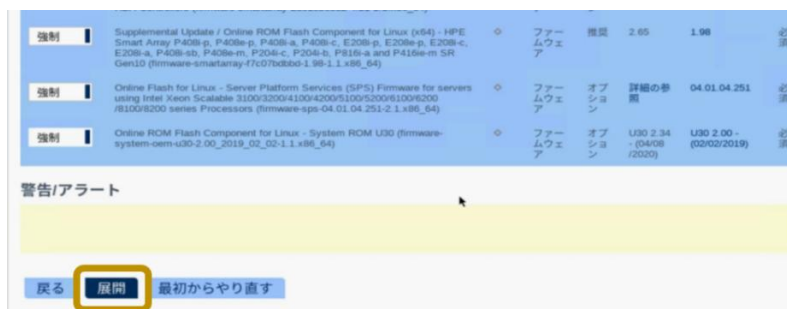 強制
Supplemental Update / Online ROM Flash Component for Linux (x64) - HPE
Smart Array P408i-p, P408e-p, P408i-a, P408i-c, E208i-p, E208e-p, E208i-c,
E208i-a, P408i-sb, P408e-m, P204i-c, P204i-b, P816i-a and P416ie-m SR
Gen10 (firmware-smartarray-f7c07bdbbd-1.98-1.1.x86_64)
ファー
ムウェ
ア
推奨
2.65
1.98
強制
Online Flash for Linux - Server Platform Services (SPS) Firmware for servers
using Intel Xeon Scalable 3100/3200/4100/4200/5100/5200/6100/6200
/8100/8200 series Processors (firmware-sps-04.01.04.251-2.1.x86_64)
ファー
ムウェ
ア
オプ
ショ
ン
詳細の参
照
04.01.04.251
強制
Online ROM Flash Component for Linux - System ROM U30 (firmware-
system-oem-u30-2.00_2019_02_02-1.1.x86_64)
ファー
ムウェ
ア
オプ
ショ
ン
U30 2.34
- (04/08
/2020)
U30 2.00 -
(02/02/2019)
警告/アラート
戻る
展開
最初からやり直す